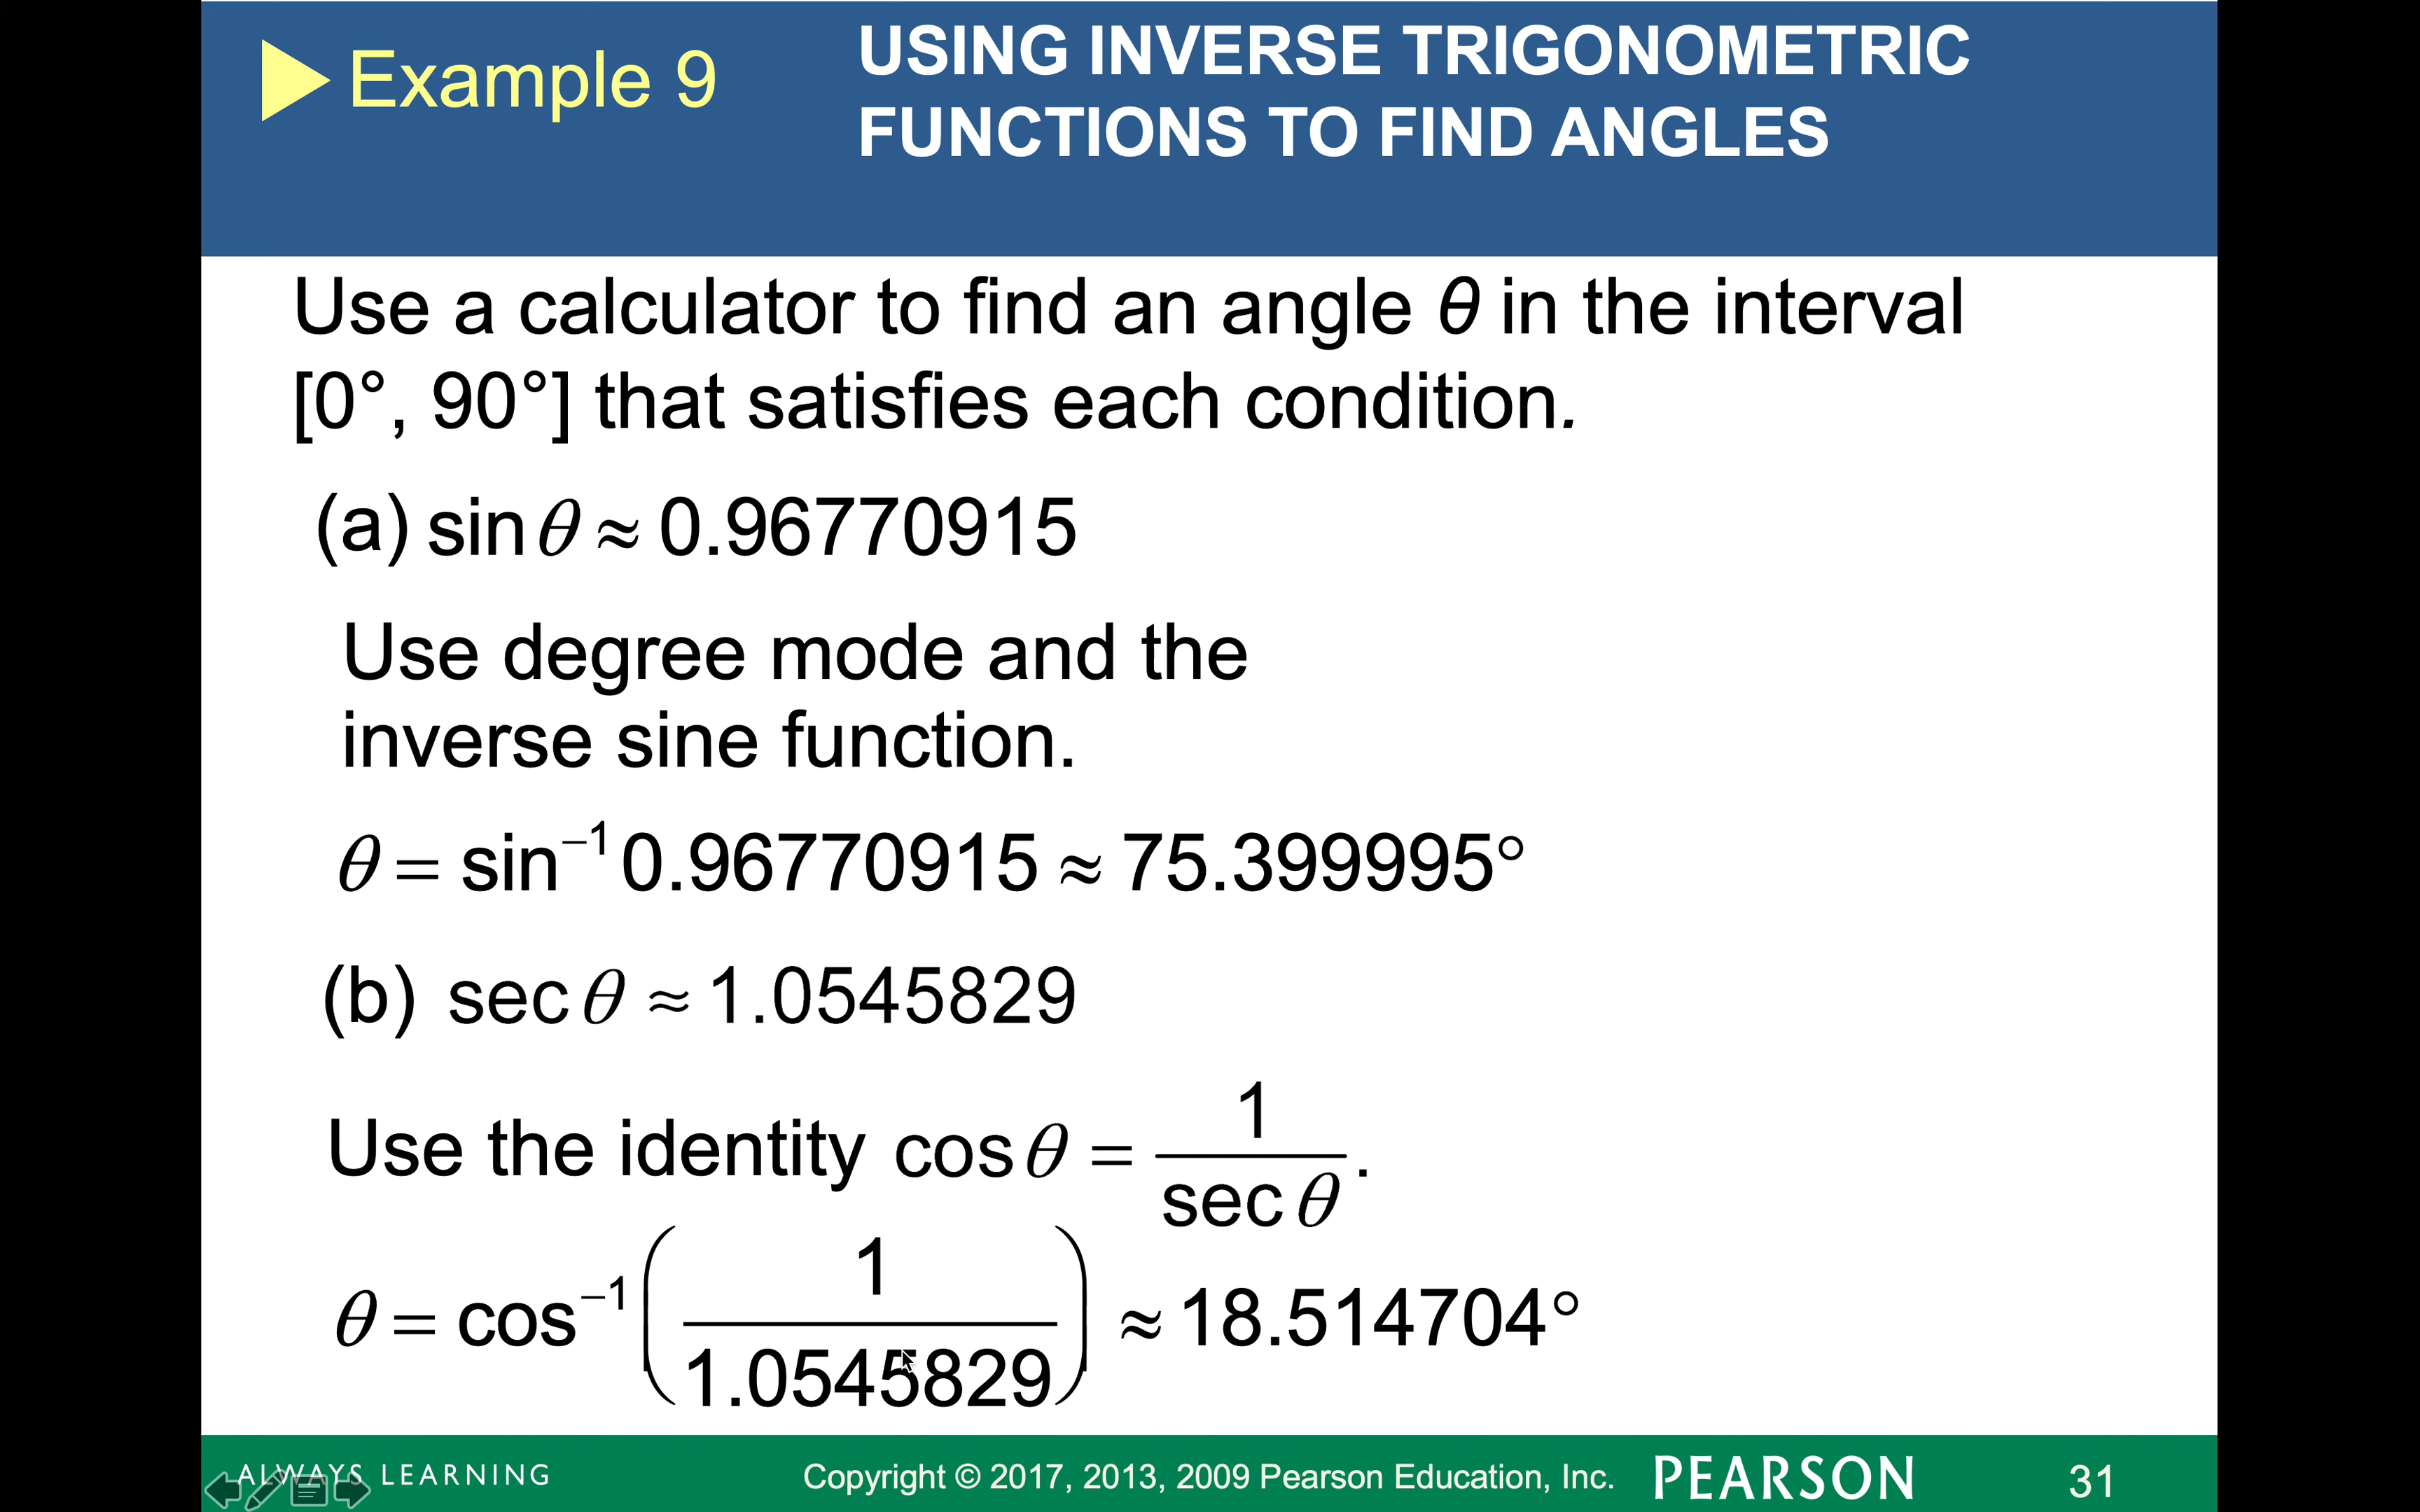 Example 9
USING INVERSE TRIGONOMETRIC
FUNCTIONS TO FIND ANGLES
Use a calculator to find an angle θ in the interval
[0°, 90°] that satisfies each condition.
(a) sin θ ≈ 0.96770915
Use degree mode and the
inverse sine function.
θ = sin⁻¹ 0.96770915 ≈ 75.399995°
(b) sec θ ≈ 1.0545829
Use the identity cos θ = 1 / sec θ.
θ = cos⁻¹ (1 / 1.0545829) ≈ 18.514704°
ALWAYS LEARNING
Copyright © 2017, 2013, 2009 Pearson Education, Inc.
PEARSON
31